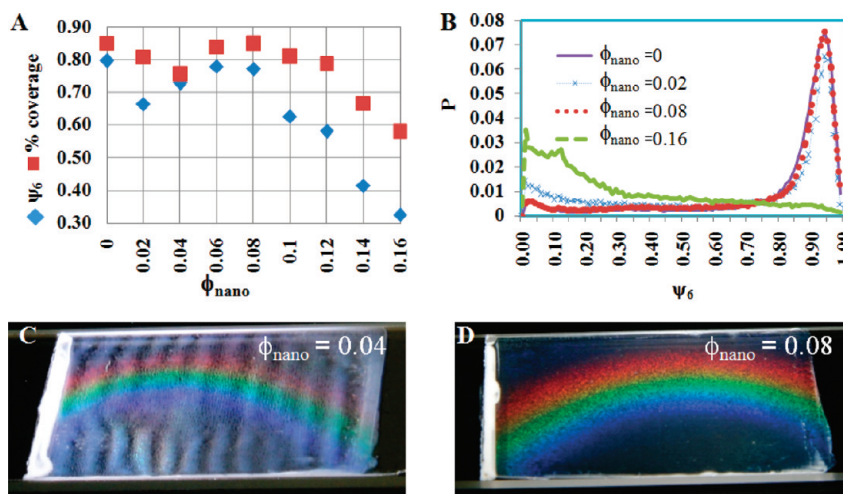 A
ψ₆ % coverage
0.90
0.80
0.70
0.60
0.50
0.40
0.30
0
0.02
0.04
0.06
0.08
0.1
0.12
0.14
0.16
ϕnano
B
P
0.08
0.07
0.06
0.05
0.04
0.03
0.02
0.01
0
ϕnano =0
ϕnano =0.02
ϕnano =0.08
ϕnano =0.16
0.00
0.10
0.20
0.30
0.40
0.50
0.60
0.70
0.80
0.90
1.00
ψ₆
C
ϕnano = 0.04
D
ϕnano = 0.08